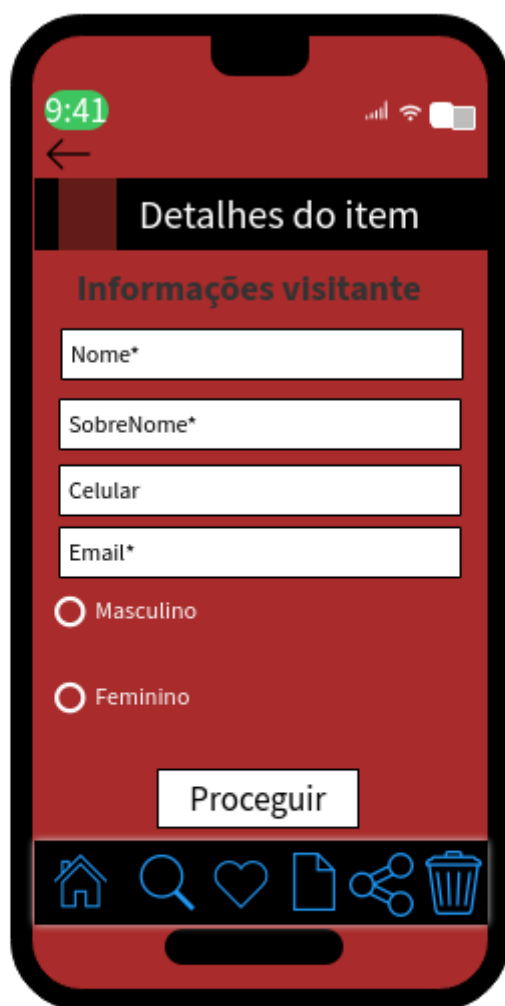 9:41
Detalhes do item
Informações visitante
Nome*
SobreNome*
Celular
Email*
Masculino
Feminino
Proceguir